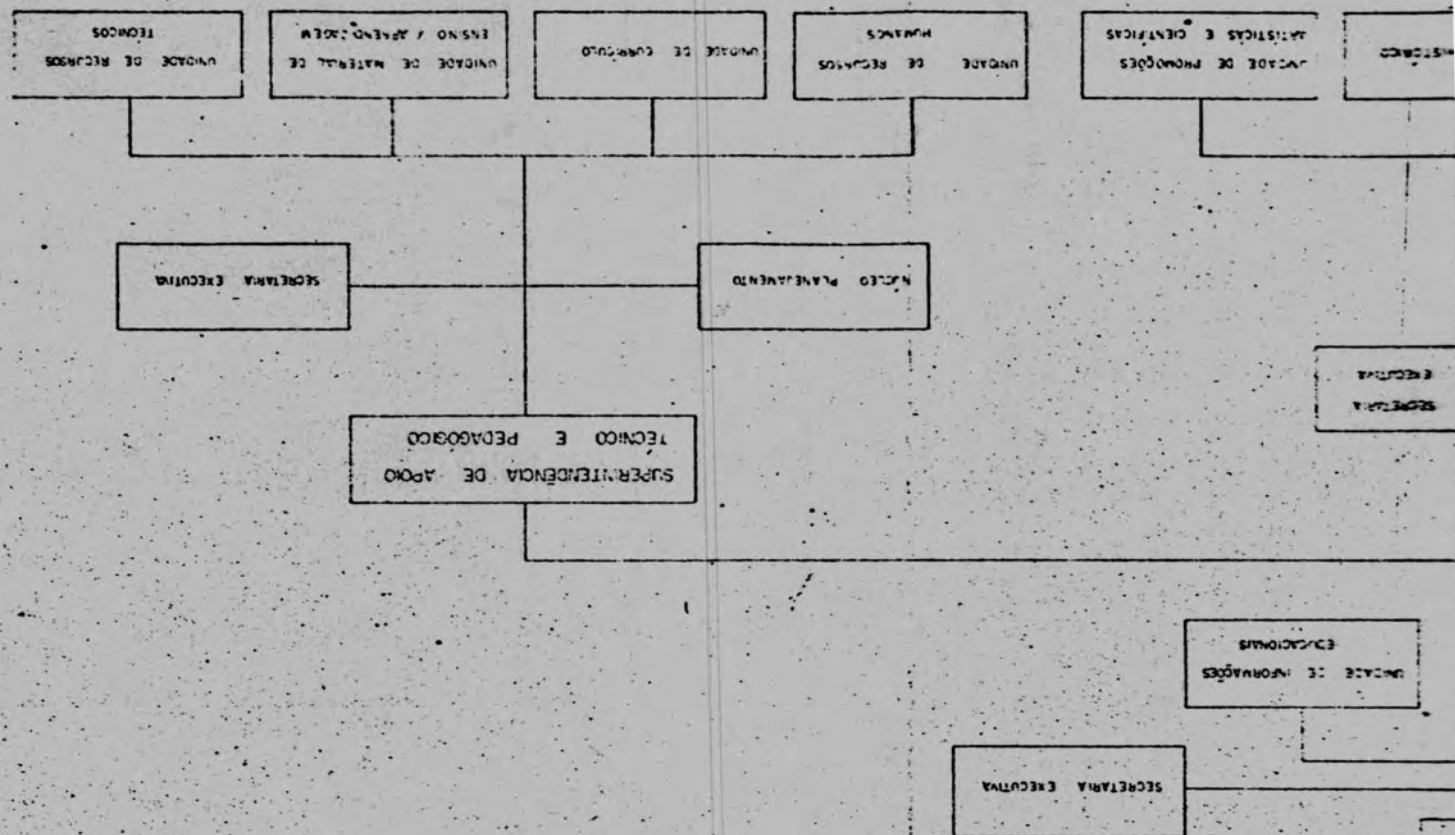 SECRETARIA EXECUTIVA
UNIDADE DE INFORMAÇÕES
EDUCACIONAIS
SUPERINTENDÊNCIA DE APOIO
TÉCNICO E PEDAGÓGICO
SECRETARIA
EXECUTIVA
NÚCLEO PLANEJAMENTO
SECRETARIA EXECUTIVA
UNIDADE DE PROMOÇÕES
ARTÍSTICAS E CIENTÍFICAS
UNIDADE DE RECURSOS
HUMANOS
UNIDADE DE CURRÍCULO
UNIDADE DE MATERIAL DE
ENSINO / APRENDIZAGEM
UNIDADE DE RECURSOS
TÉCNICOS